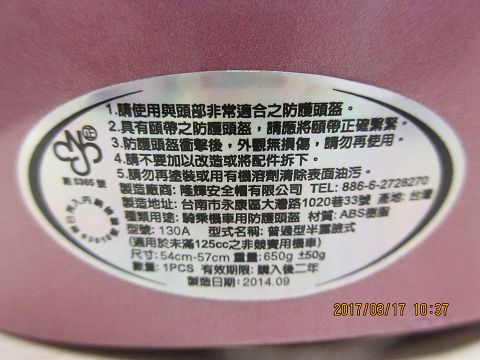 1.請使用與頭部非常適合之防護頭盔。
2.具有頤帶之防護頭盔，請應將頤帶正確繫緊。
3.防護頭盔衝擊後，外觀無損傷，請勿再使用。
4.請不要加以改造或將配件拆下。
5.請勿再塗裝或用有機溶劑清除表面油污。
正
第 5365 號
製造廠商：隆輝安全帽有限公司 TEL: 886-6-2728270
製造地址：台南市永康區大灣路1020巷33號 產地：台灣
種類用途：騎乘機車用防護頭盔 材質：ABS樹脂
型號：130A 型式名稱：普通型半露臉式
(適用於未滿125cc之非競賽用機車)
尺寸：54cm-57cm 重量：650g ±50g
數量：1PCS 有效期限：購入後二年
製造日期：2014.09
2017/03/17 10:37